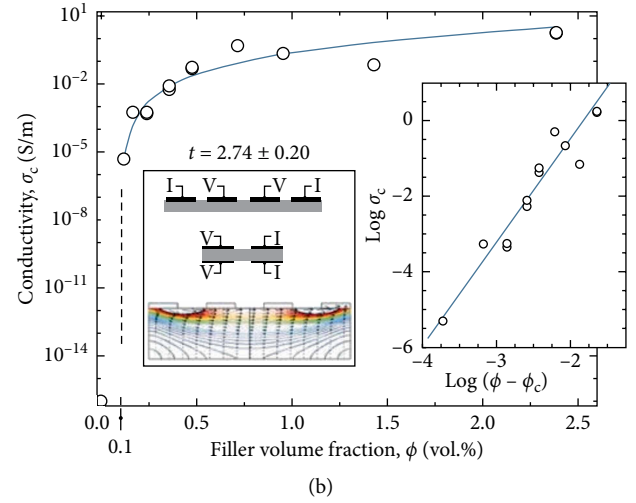 (b)
10¹
10⁻²
10⁻⁵
10⁻⁸
10⁻¹¹
10⁻¹⁴
Conductivity, σc (S/m)
t = 2.74 ± 0.20
I V V I
V I
V I
0
−2
−4
−6
Log σc
−4 −3 −2
Log (ϕ − ϕc)
0.0 0.5 1.0 1.5 2.0 2.5
0.1
Filler volume fraction, ϕ (vol.%)
(b)